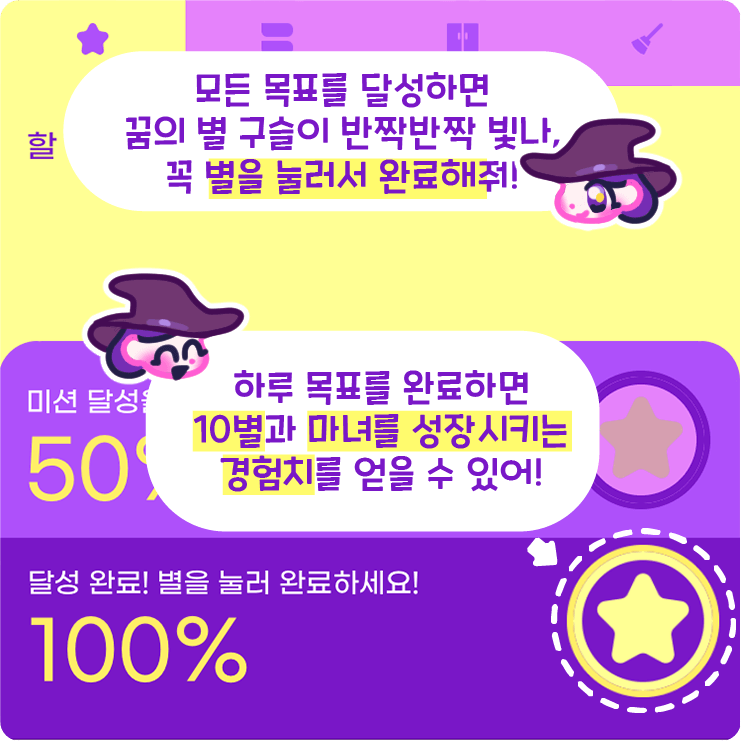 모든 목표를 달성하면
꿈의 별 구슬이 반짝반짝 빛나,
꼭 별을 눌러서 완료해줘!
할
하루 목표를 완료하면
10별과 마녀를 성장시키는
경험치를 얻을 수 있어!
미션 달성
50%
달성 완료! 별을 눌러 완료하세요!
100%